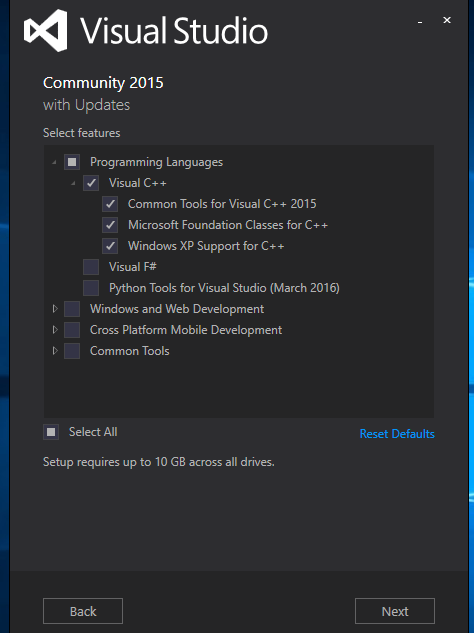 Visual Studio
Community 2015
with Updates
Select features
Programming Languages
Visual C++
Common Tools for Visual C++ 2015
Microsoft Foundation Classes for C++
Windows XP Support for C++
Visual F#
Python Tools for Visual Studio (March 2016)
Windows and Web Development
Cross Platform Mobile Development
Common Tools
Select All
Reset Defaults
Setup requires up to 10 GB across all drives.
Back
Next